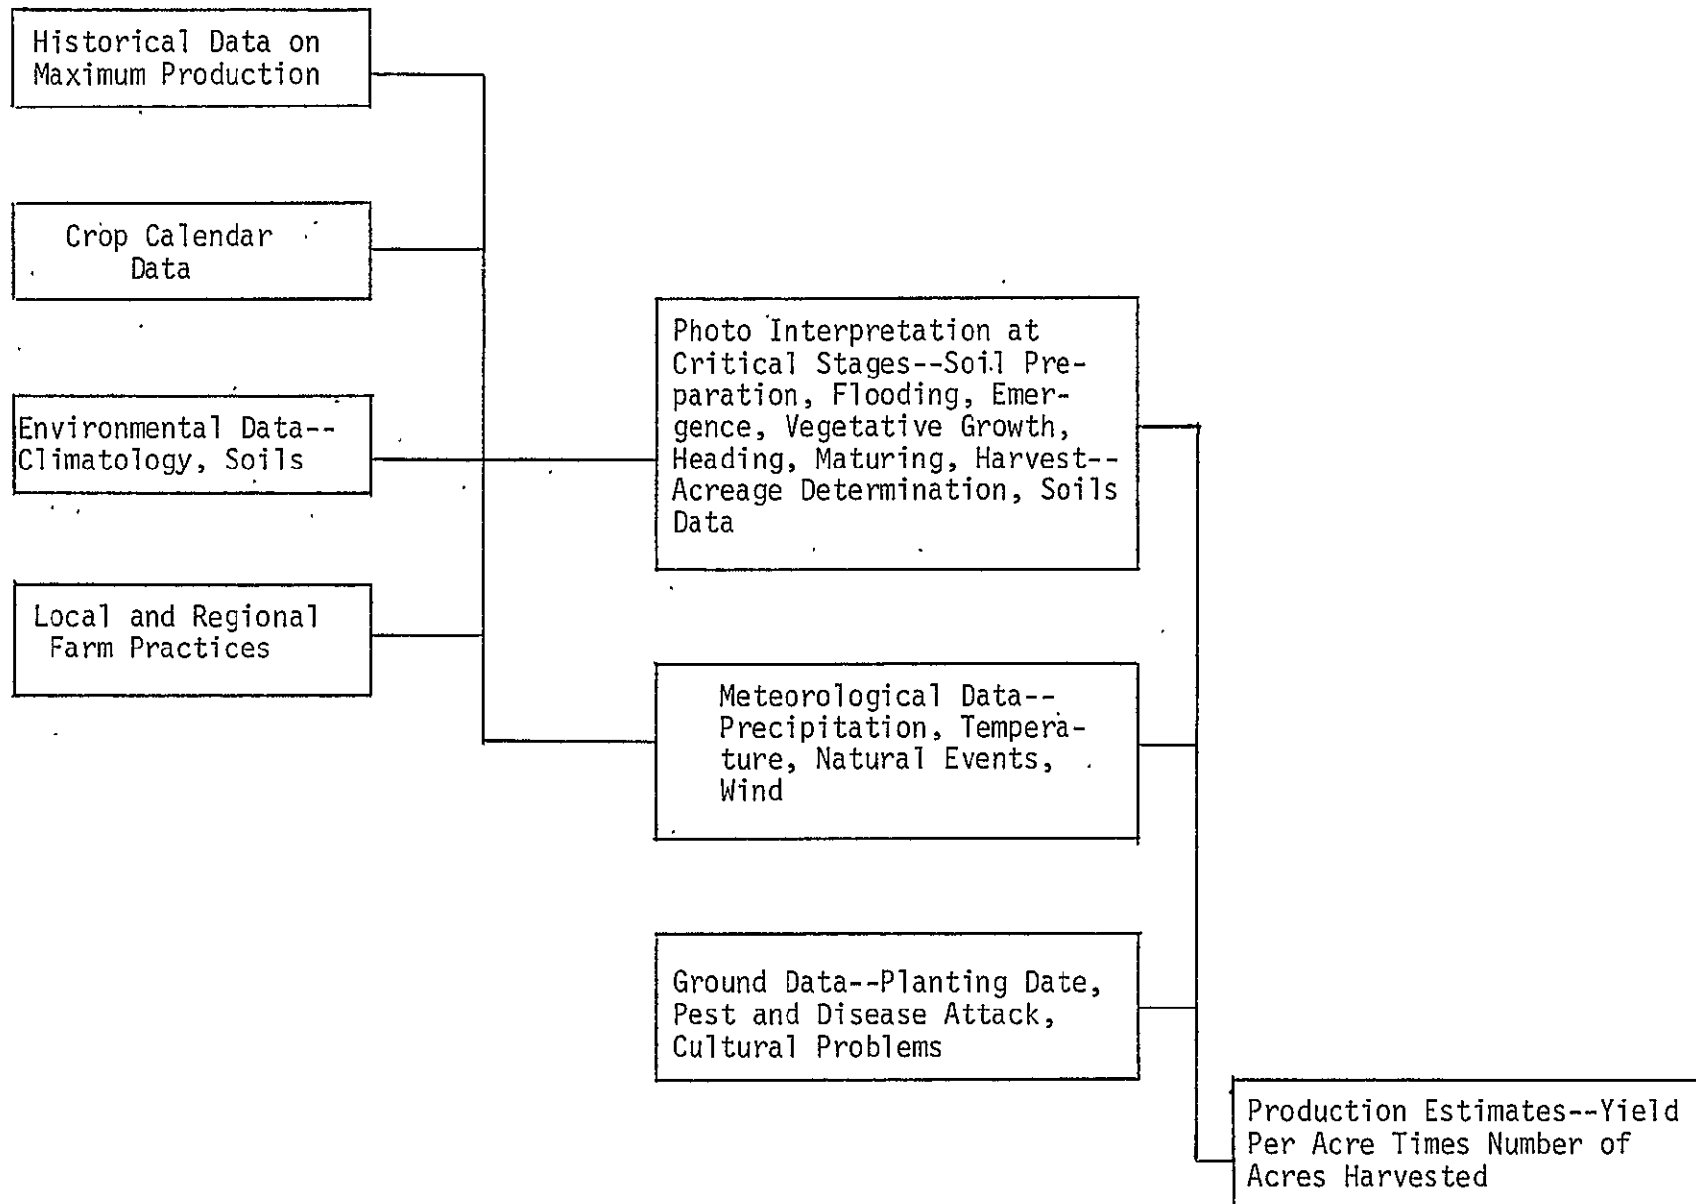 Historical Data on
Maximum Production
Crop Calendar
Data
Environmental Data--
Climatology, Soils
Local and Regional
Farm Practices
Photo Interpretation at
Critical Stages--Soil Pre-
paration, Flooding, Emer-
gence, Vegetative Growth,
Heading, Maturing, Harvest--
Acreage Determination, Soils
Data
Meteorological Data--
Precipitation, Tempera-
ture, Natural Events,
Wind
Ground Data--Planting Date,
Pest and Disease Attack,
Cultural Problems
Production Estimates--Yield
Per Acre Times Number of
Acres Harvested